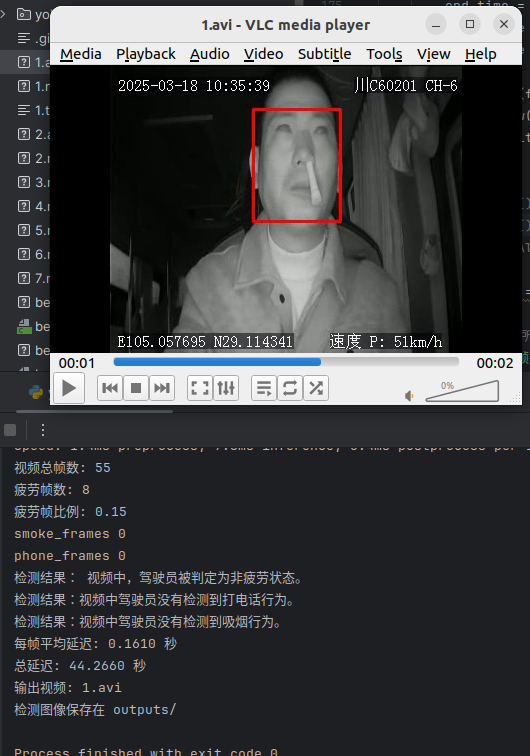 1.avi - VLC media player
Media Playback Audio Video Subtitle Tools View Help
2025-03-18 10:35:39 川C60201 CH-6
E105.057695 N29.114341 速度 P: 51km/h
00:01 00:02
0%
yo
.gi
1.a
1.r
1.t
2.a
2.r
3.r
4.r
5.r
6.r
7.r
be
be
be
视频总帧数: 55
疲劳帧数: 8
疲劳帧比例: 0.15
smoke_frames 0
phone_frames 0
检测结果： 视频中，驾驶员被判定为非疲劳状态。
检测结果：视频中驾驶员没有检测到打电话行为。
检测结果：视频中驾驶员没有检测到吸烟行为。
每帧平均延迟: 0.1610 秒
总延迟: 44.2660 秒
输出视频: 1.avi
检测图像保存在 outputs/
Process finished with exit code 0